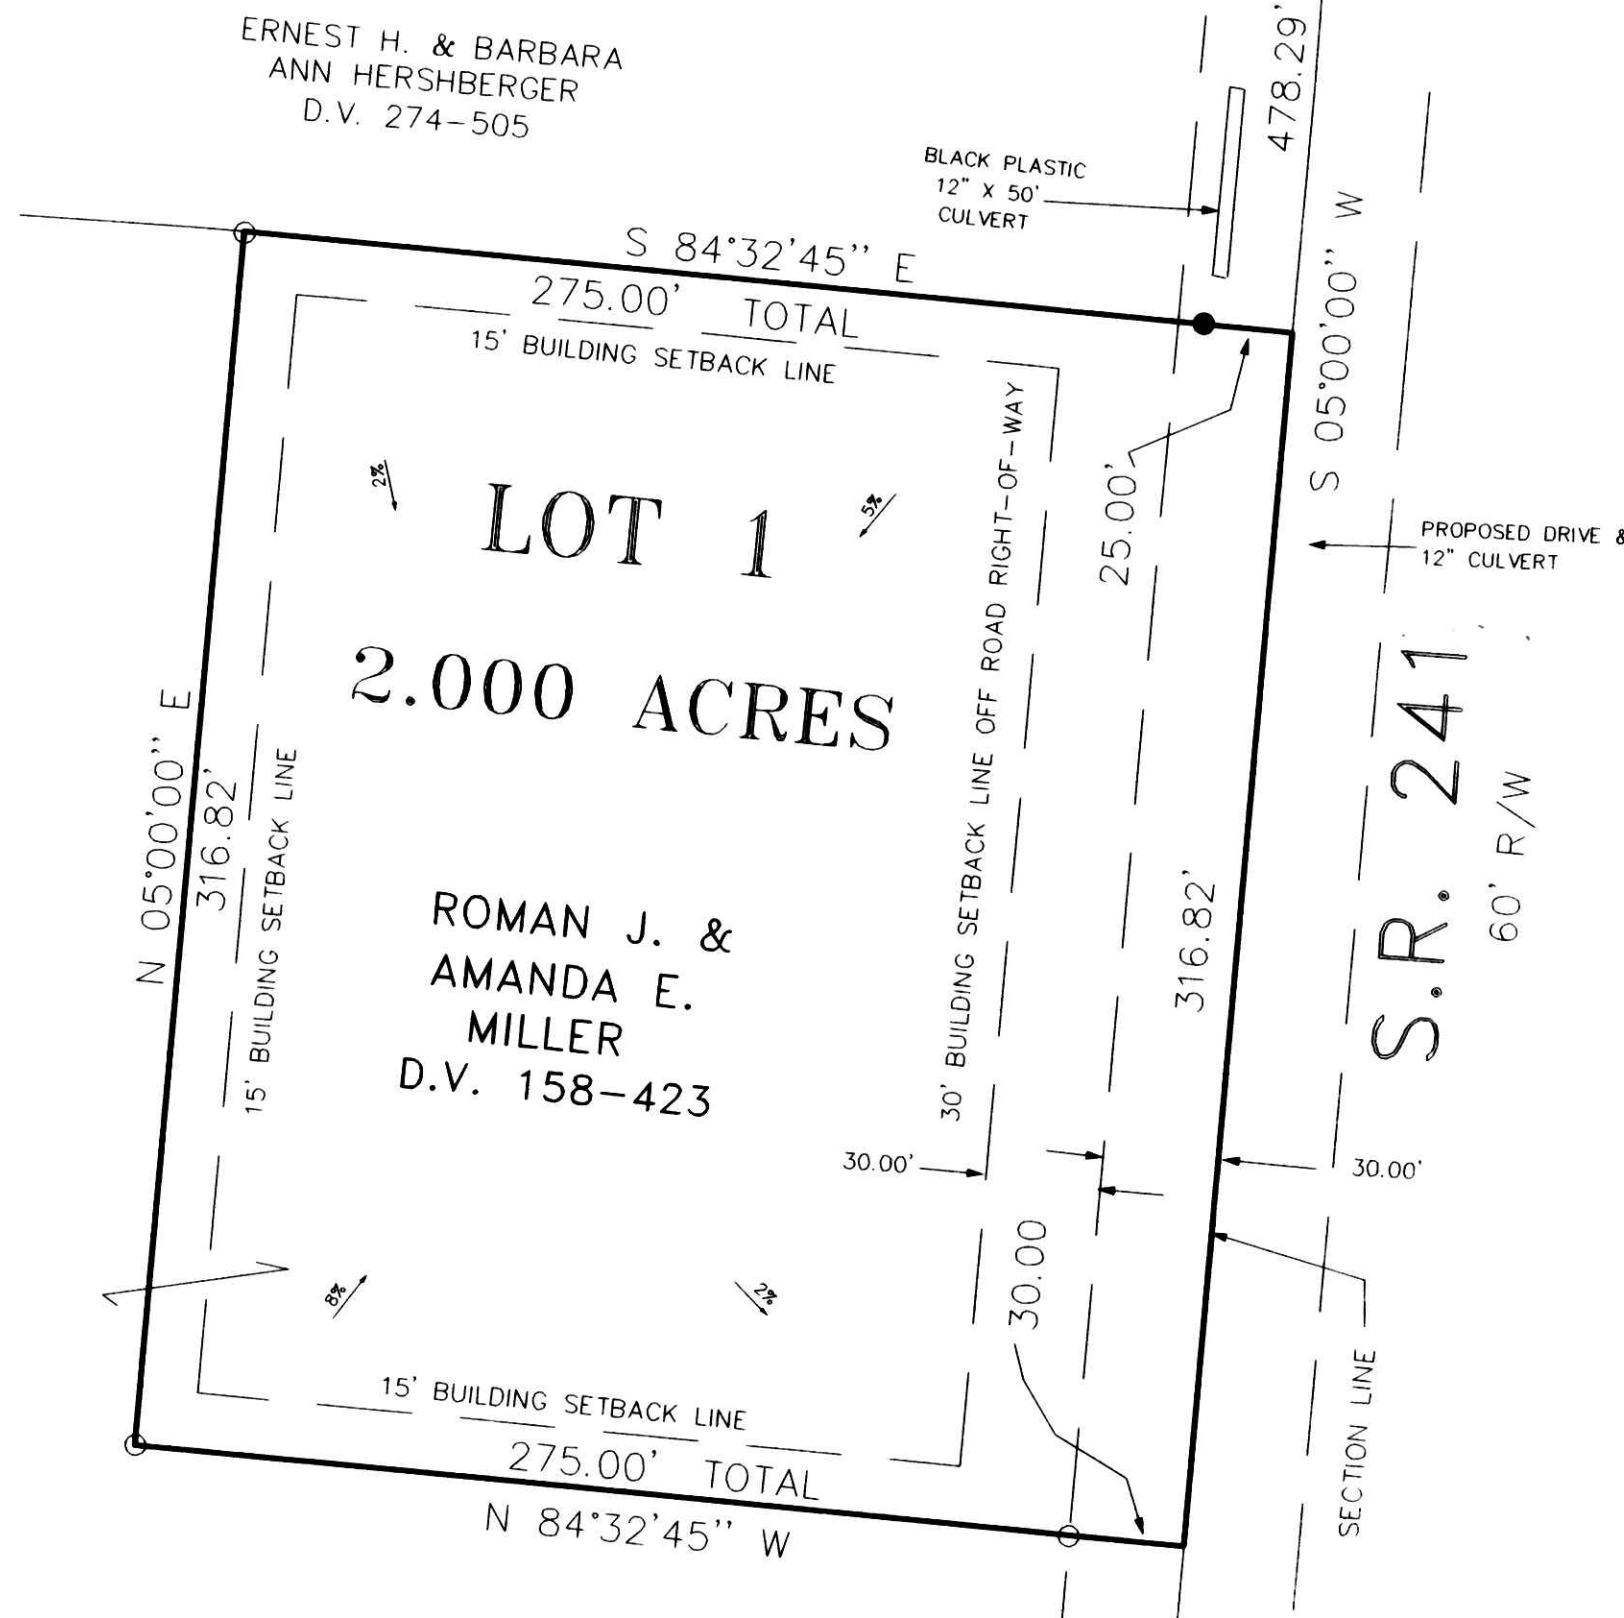 ERNEST H. & BARBARA
ANN HERSHBERGER
D.V. 274-505
478.29'
BLACK PLASTIC
12" X 50'
CULVERT
S 84°32'45" E
275.00' TOTAL
15' BUILDING SETBACK LINE
S 05°00'00" W
30' BUILDING SETBACK LINE OFF ROAD RIGHT-OF-WAY
25.00'
2%
5%
LOT 1
2.000 ACRES
PROPOSED DRIVE &
12" CULVERT
S.R. 241
60' R/W
N 05°00'00" E
316.82'
15' BUILDING SETBACK LINE
316.82'
ROMAN J. &
AMANDA E.
MILLER
D.V. 158-423
30.00'
30.00'
30.00
8%
2%
SECTION LINE
15' BUILDING SETBACK LINE
275.00' TOTAL
N 84°32'45" W